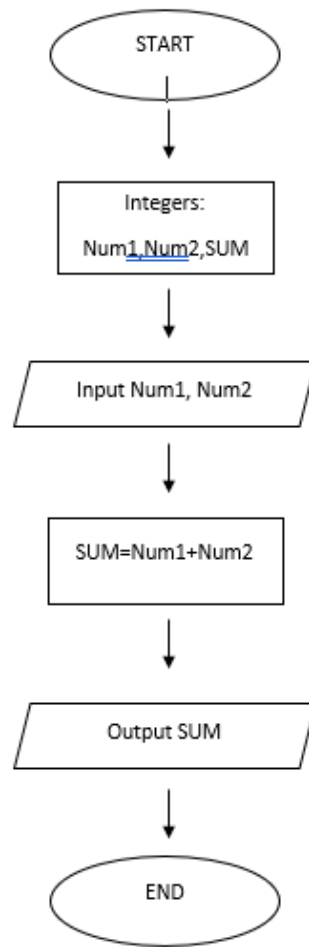 START
Integers:
Num1,Num2,SUM
Input Num1, Num2
SUM=Num1+Num2
Output SUM
END